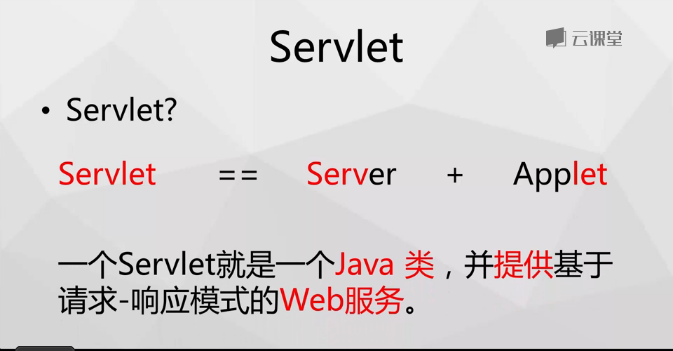 Servlet
云课堂
• Servlet?
Servlet == Server + Applet
一个Servlet就是一个Java 类，并提供基于
请求-响应模式的Web服务。